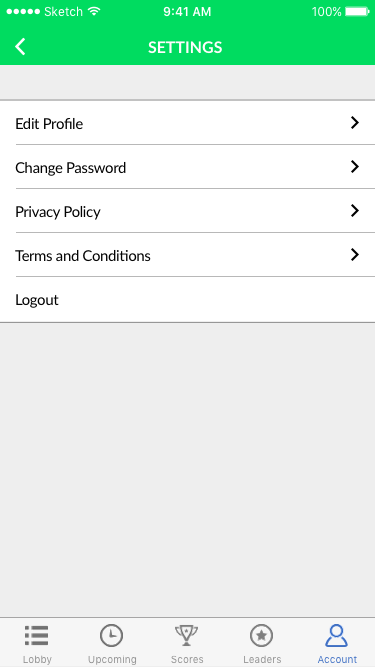 Sketch 9:41 AM 100%
SETTINGS
Edit Profile
Change Password
Privacy Policy
Terms and Conditions
Logout
Lobby Upcoming Scores Leaders Account